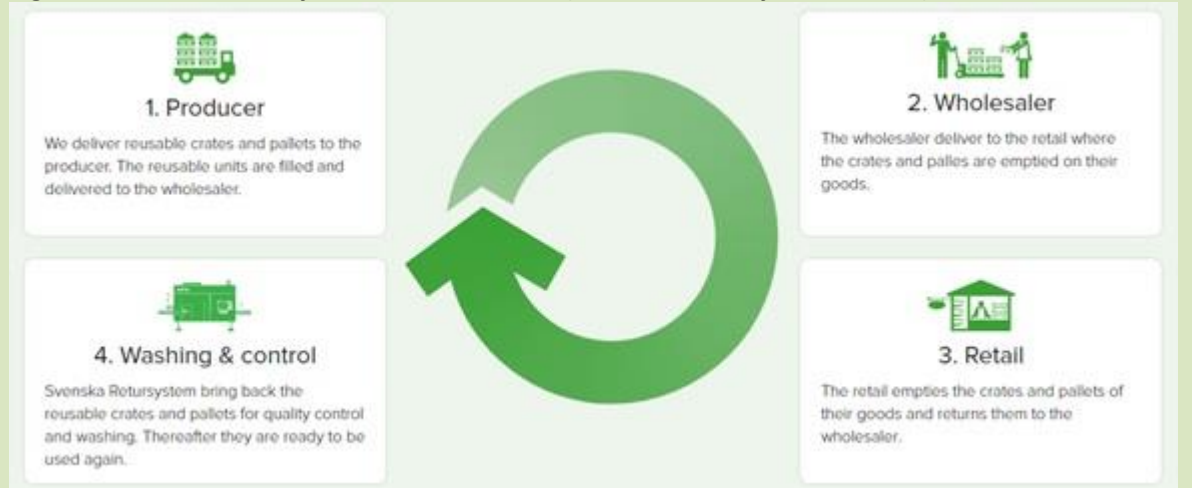 1. Producer
We deliver reusable crates and pallets to the
producer. The reusable units are filled and
delivered to the wholesaler.
2. Wholesaler
The wholesaler deliver to the retail where
the crates and palles are emptied on their
goods.
3. Retail
The retail empties the crates and pallets of
their goods and returns them to the
wholesaler.
4. Washing & control
Svenska Retursystem bring back the
reusable crates and pallets for quality control
and washing. Thereafter they are ready to be
used again.